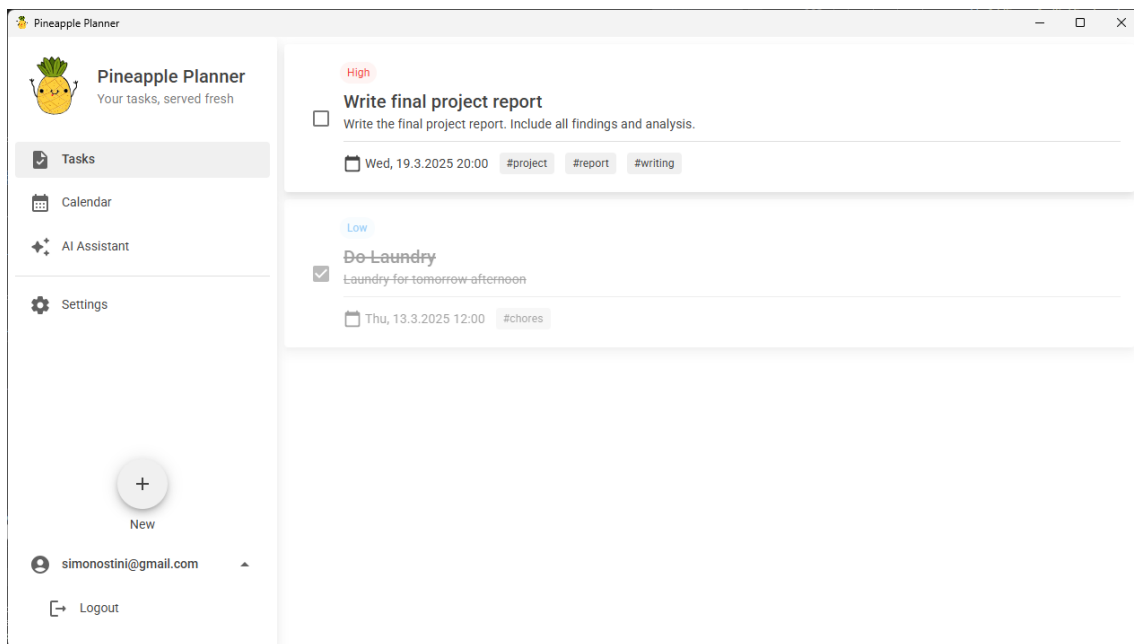 Pineapple Planner
Pineapple Planner
Your tasks, served fresh
Tasks
Calendar
AI Assistant
Settings
New
simonostini@gmail.com
Logout
High
Write final project report
Write the final project report. Include all findings and analysis.
Wed, 19.3.2025 20:00 #project #report #writing
Low
Do Laundry
Laundry for tomorrow afternoon
Thu, 13.3.2025 12:00 #chores